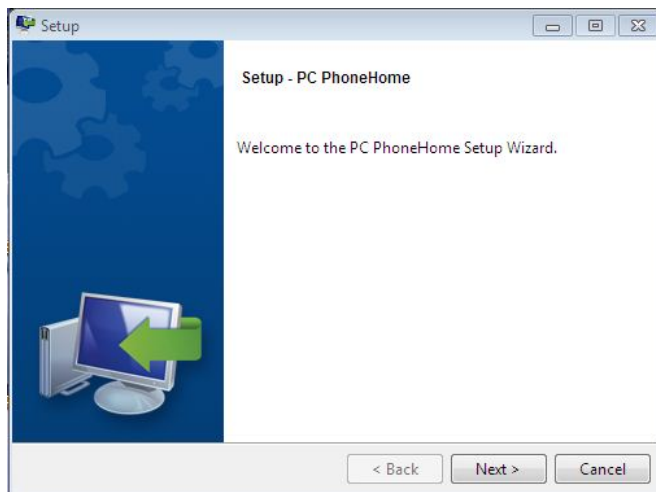 Setup
Setup - PC PhoneHome
Welcome to the PC PhoneHome Setup Wizard.
< Back Next > Cancel